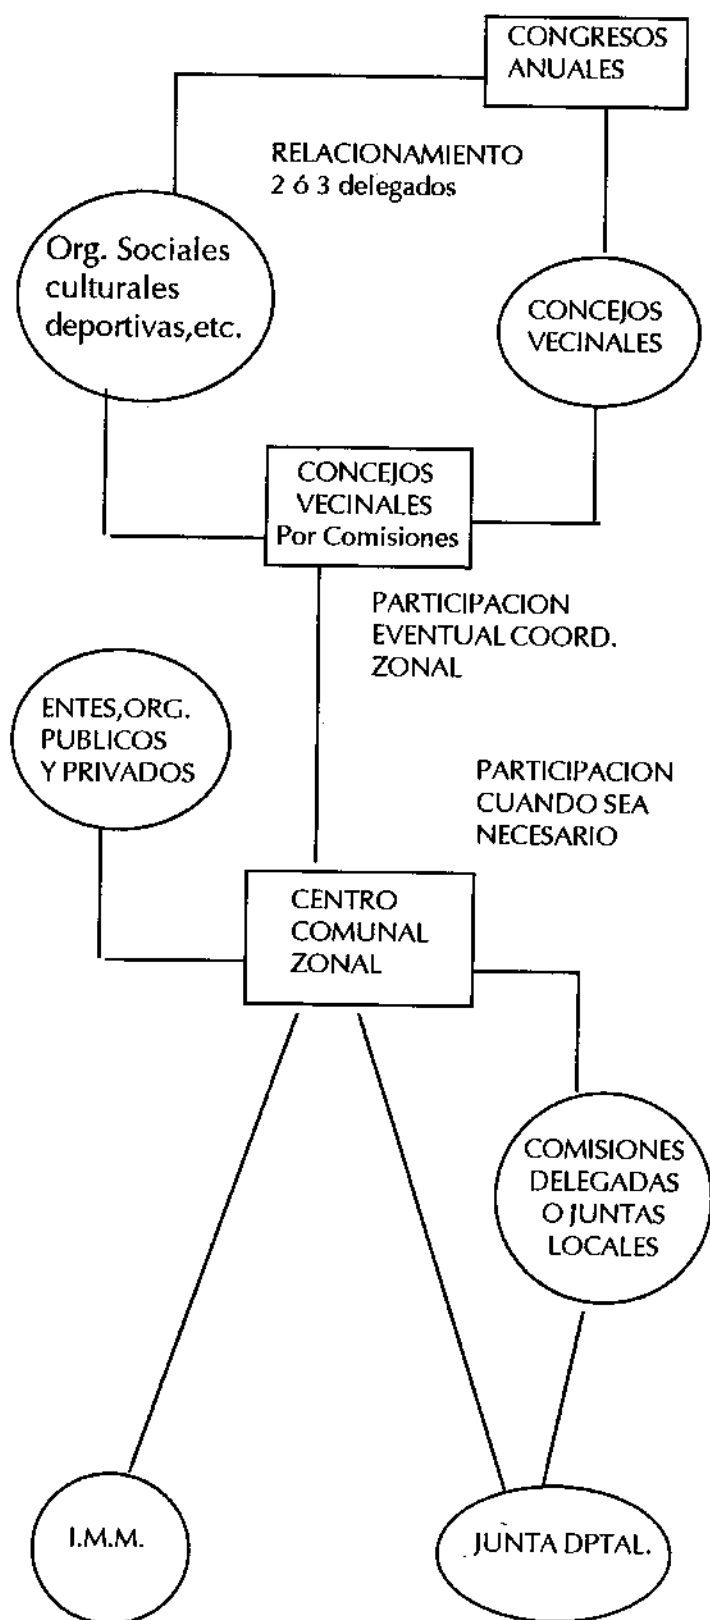 CONGRESOS
ANUALES
RELACIONAMIENTO
2 ó 3 delegados
Org. Sociales
culturales
deportivas,etc.
CONCEJOS
VECINALES
CONCEJOS
VECINALES
Por Comisiones
PARTICIPACION
EVENTUAL COORD.
ZONAL
ENTES,ORG.
PUBLICOS
Y PRIVADOS
PARTICIPACION
CUANDO SEA
NECESARIO
CENTRO
COMUNAL
ZONAL
COMISIONES
DELEGADAS
O JUNTAS
LOCALES
I.M.M.
JUNTA DPTAL.